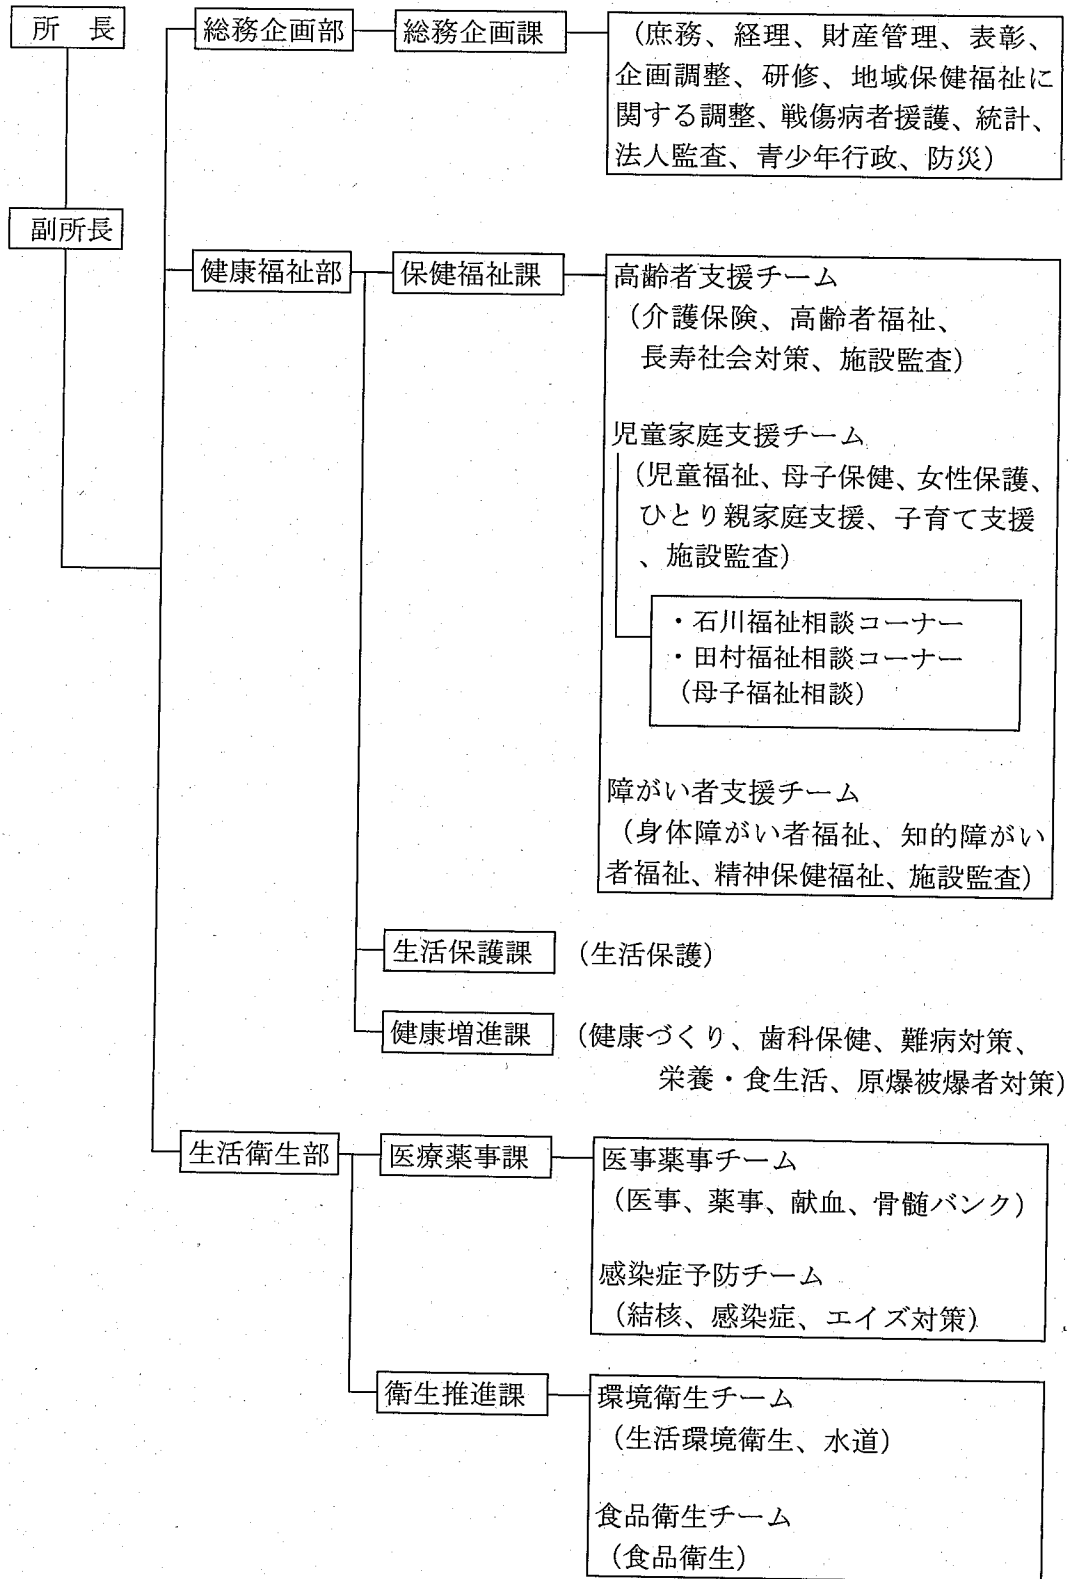 所　長
総務企画部
総務企画課
（庶務、経理、財産管理、表彰、
企画調整、研修、地域保健福祉に
関する調整、戦傷病者援護、統計、
法人監査、青少年行政、防災）
副所長
健康福祉部
保健福祉課
高齢者支援チーム
（介護保険、高齢者福祉、
長寿社会対策、施設監査）
児童家庭支援チーム
（児童福祉、母子保健、女性保護、
ひとり親家庭支援、子育て支援
、施設監査）
・石川福祉相談コーナー
・田村福祉相談コーナー
（母子福祉相談）
障がい者支援チーム
（身体障がい者福祉、知的障がい
者福祉、精神保健福祉、施設監査）
生活保護課
（生活保護）
健康増進課
（健康づくり、歯科保健、難病対策、
栄養・食生活、原爆被爆者対策）
生活衛生部
医療薬事課
医事薬事チーム
（医事、薬事、献血、骨髄バンク）
感染症予防チーム
（結核、感染症、エイズ対策）
衛生推進課
環境衛生チーム
（生活環境衛生、水道）
食品衛生チーム
（食品衛生）